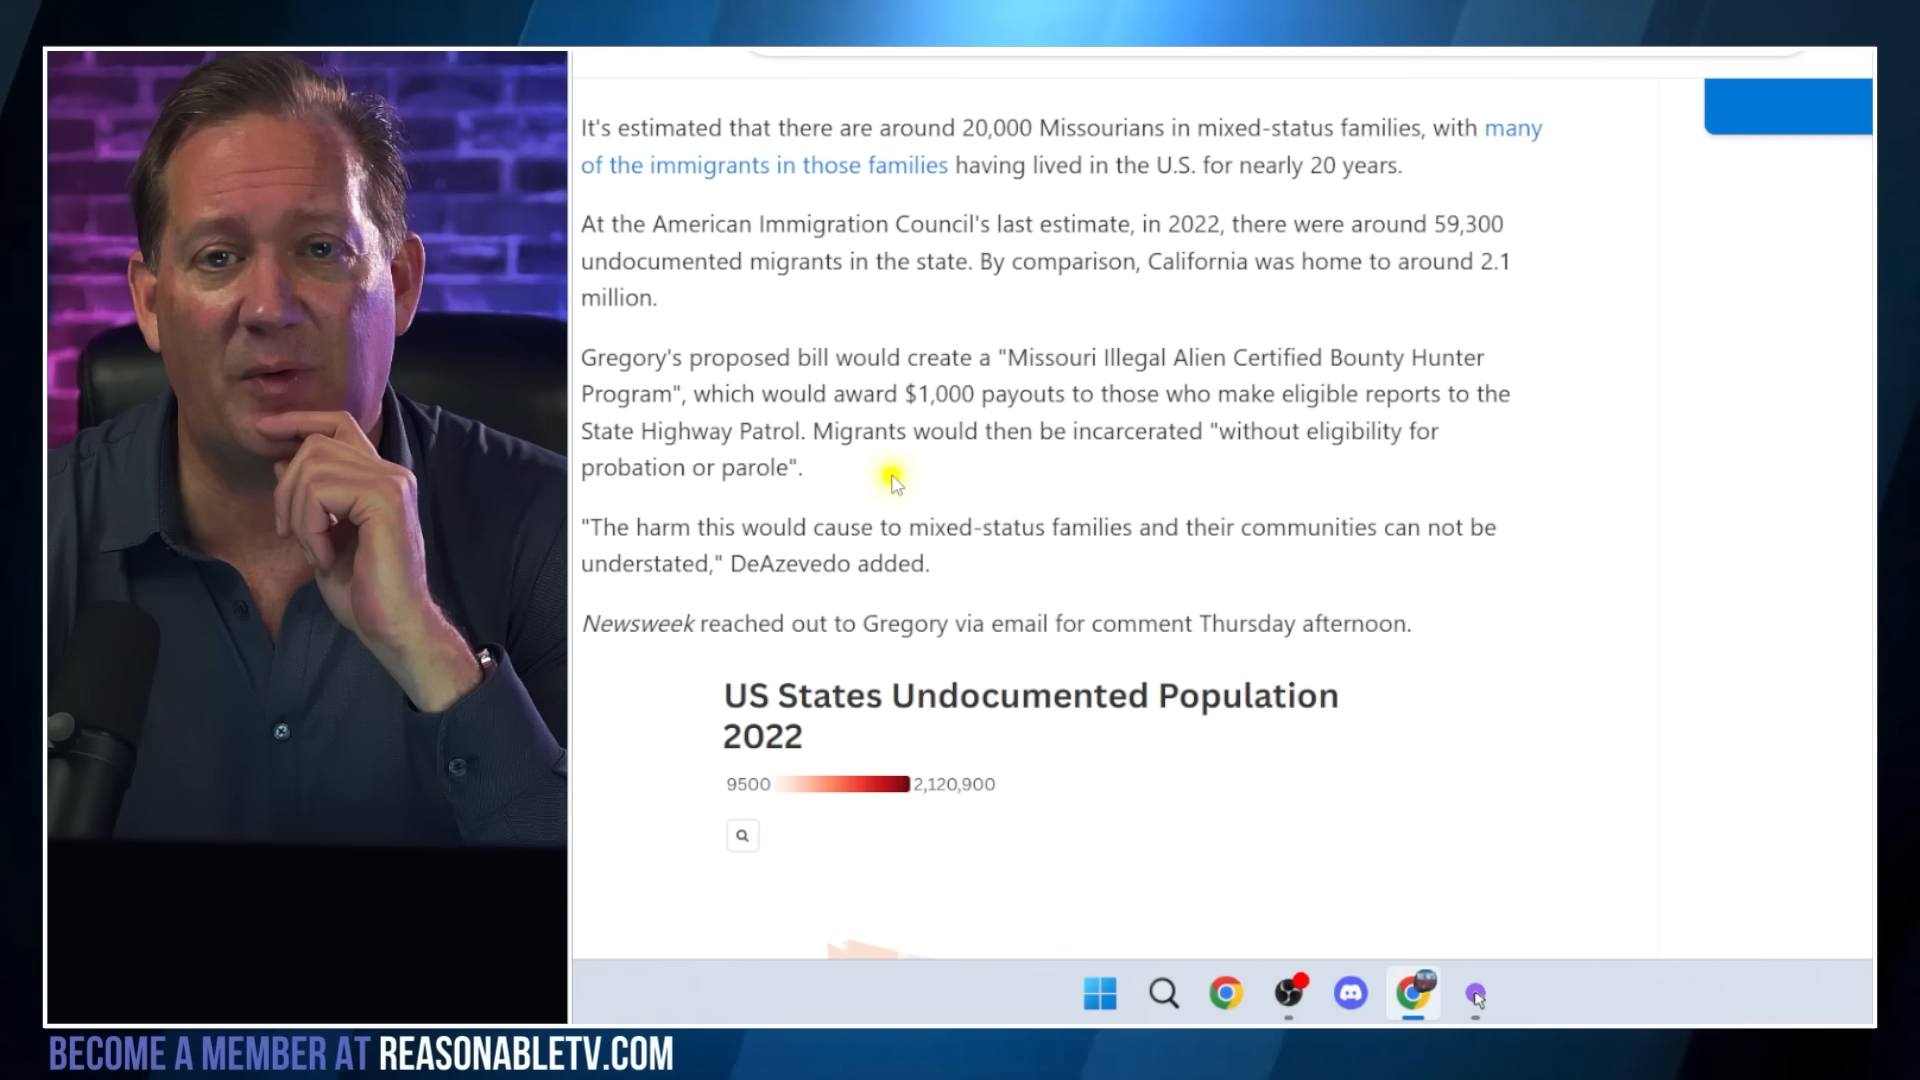 It's estimated that there are around 20,000 Missourians in mixed-status families, with many
of the immigrants in those families having lived in the U.S. for nearly 20 years.
At the American Immigration Council's last estimate, in 2022, there were around 59,300
undocumented migrants in the state. By comparison, California was home to around 2.1
million.
Gregory's proposed bill would create a "Missouri Illegal Alien Certified Bounty Hunter
Program", which would award $1,000 payouts to those who make eligible reports to the
State Highway Patrol. Migrants would then be incarcerated "without eligibility for
probation or parole".
"The harm this would cause to mixed-status families and their communities can not be
understated," DeAzevedo added.
Newsweek reached out to Gregory via email for comment Thursday afternoon.
US States Undocumented Population
2022
9500 2,120,900
BECOME A MEMBER AT REASONABLETV.COM